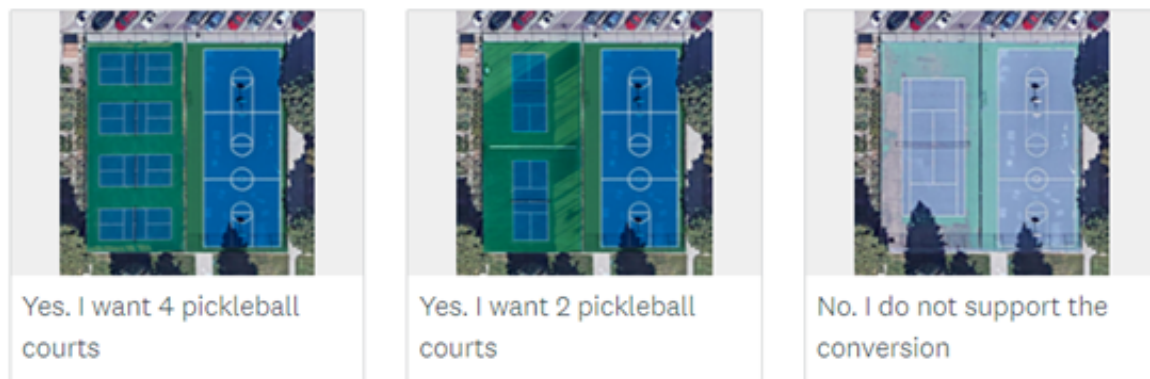 Yes. I want 4 pickleball
courts
Yes. I want 2 pickleball
courts
No. I do not support the
conversion